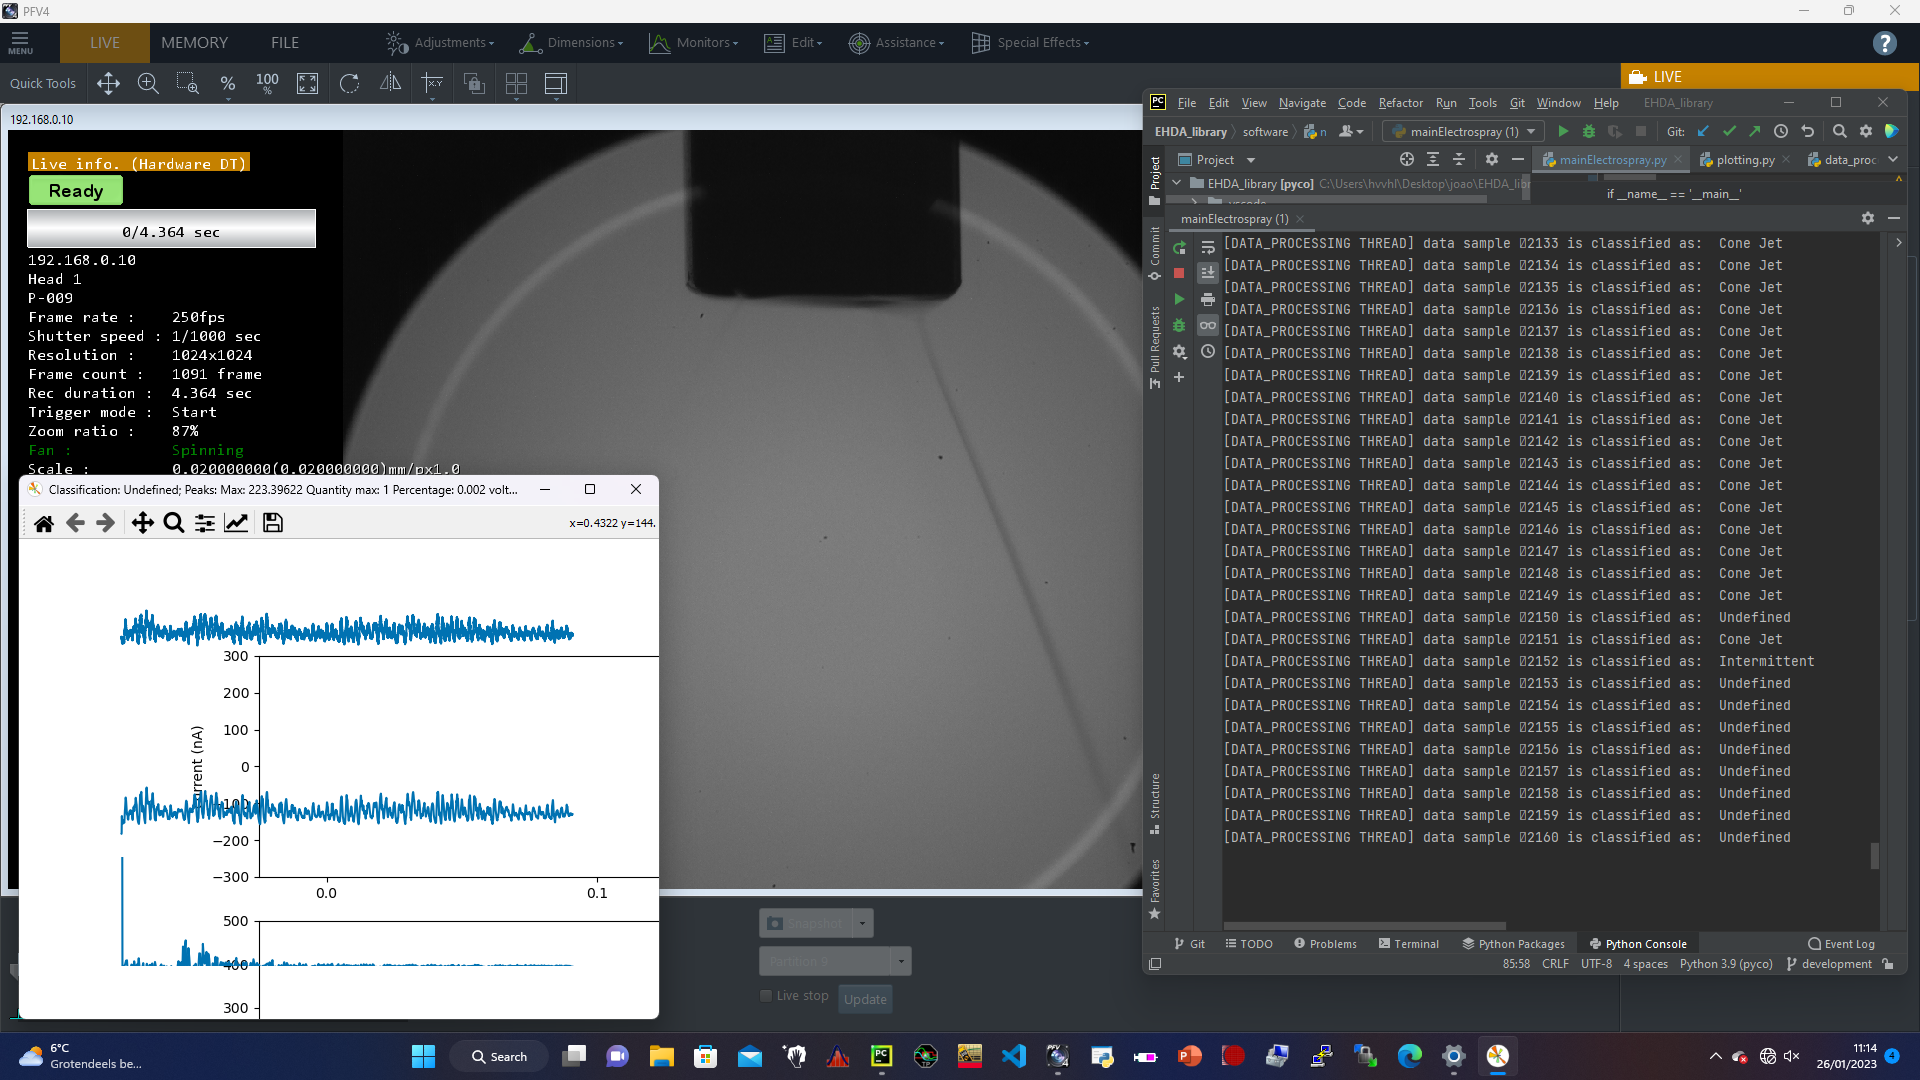 PFV4
MENU
LIVE
MEMORY
FILE
Adjustments
Dimensions
Monitors
Edit
Assistance
Special Effects
Quick Tools
100 %
LIVE
192.168.0.10
Live info. (Hardware DT)
Ready
0/4.364 sec
192.168.0.10
Head 1
P-009
Frame rate : 250fps
Shutter speed : 1/1000 sec
Resolution : 1024x1024
Frame count : 1091 frame
Rec duration : 4.364 sec
Trigger mode : Start
Zoom ratio : 87%
Fan : Spinning
Scale : 0.020000000(0.020000000)mm/px1.0
Classification: Undefined; Peaks: Max: 223.39622 Quantity max: 1 Percentage: 0.002 volt...
x=0.4322 y=144.
300
200
100
0
−100
−200
−300
0.0
0.1
500
400
300
Snapshot
Partition 0
Live stop
Update
File Edit View Navigate Code Refactor Run Tools Git Window Help EHDA_library
EHDA_library software n mainElectrospray (1) Git:
Project mainElectrospray.py plotting.py data_proc
EHDA_library [pyco] C:\Users\hvvhl\Desktop\joao\EHDA_libr
if __name__ == '__main__'
mainElectrospray (1)
Project
Commit
Pull Requests
Structure
Favorites
[DATA_PROCESSING THREAD] data sample 2133 is classified as: Cone Jet
[DATA_PROCESSING THREAD] data sample 2134 is classified as: Cone Jet
[DATA_PROCESSING THREAD] data sample 2135 is classified as: Cone Jet
[DATA_PROCESSING THREAD] data sample 2136 is classified as: Cone Jet
[DATA_PROCESSING THREAD] data sample 2137 is classified as: Cone Jet
[DATA_PROCESSING THREAD] data sample 2138 is classified as: Cone Jet
[DATA_PROCESSING THREAD] data sample 2139 is classified as: Cone Jet
[DATA_PROCESSING THREAD] data sample 2140 is classified as: Cone Jet
[DATA_PROCESSING THREAD] data sample 2141 is classified as: Cone Jet
[DATA_PROCESSING THREAD] data sample 2142 is classified as: Cone Jet
[DATA_PROCESSING THREAD] data sample 2143 is classified as: Cone Jet
[DATA_PROCESSING THREAD] data sample 2144 is classified as: Cone Jet
[DATA_PROCESSING THREAD] data sample 2145 is classified as: Cone Jet
[DATA_PROCESSING THREAD] data sample 2146 is classified as: Cone Jet
[DATA_PROCESSING THREAD] data sample 2147 is classified as: Cone Jet
[DATA_PROCESSING THREAD] data sample 2148 is classified as: Cone Jet
[DATA_PROCESSING THREAD] data sample 2149 is classified as: Cone Jet
[DATA_PROCESSING THREAD] data sample 2150 is classified as: Undefined
[DATA_PROCESSING THREAD] data sample 2151 is classified as: Cone Jet
[DATA_PROCESSING THREAD] data sample 2152 is classified as: Intermittent
[DATA_PROCESSING THREAD] data sample 2153 is classified as: Undefined
[DATA_PROCESSING THREAD] data sample 2154 is classified as: Undefined
[DATA_PROCESSING THREAD] data sample 2155 is classified as: Undefined
[DATA_PROCESSING THREAD] data sample 2156 is classified as: Undefined
[DATA_PROCESSING THREAD] data sample 2157 is classified as: Undefined
[DATA_PROCESSING THREAD] data sample 2158 is classified as: Undefined
[DATA_PROCESSING THREAD] data sample 2159 is classified as: Undefined
[DATA_PROCESSING THREAD] data sample 2160 is classified as: Undefined
Git TODO Problems Terminal Python Packages Python Console Event Log
85:58 CRLF UTF-8 4 spaces Python 3.9 (pyco) development
6°C
Grotendeels be...
Search
11:14
26/01/2023
4